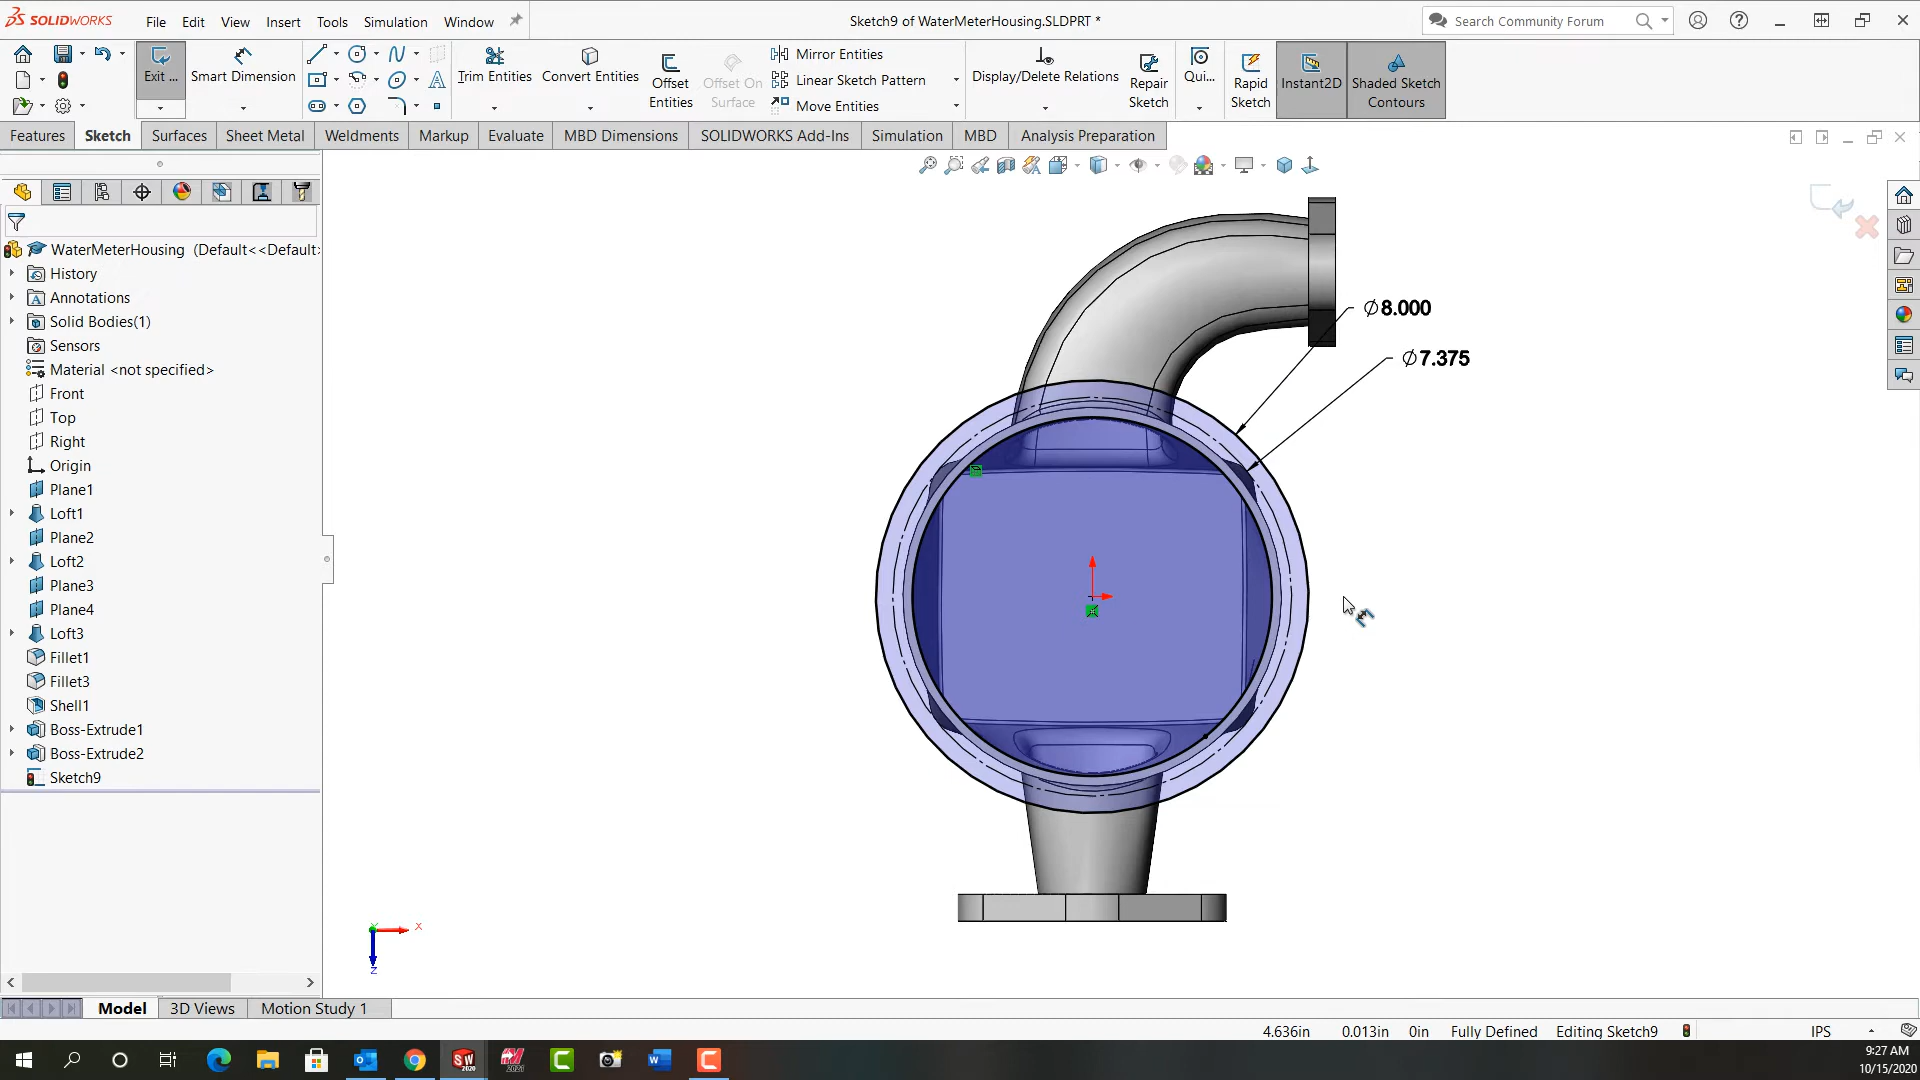 SOLIDWORKS
File Edit View Insert Tools Simulation Window
Sketch9 of WaterMeterHousing.SLDPRT *
Search Community Forum
Exit ...
Smart Dimension
Trim Entities
Convert Entities
Offset
Entities
Offset On
Surface
Mirror Entities
Linear Sketch Pattern
Move Entities
Display/Delete Relations
Repair
Sketch
Qui...
Rapid
Sketch
Instant2D
Shaded Sketch
Contours
Features Sketch Surfaces Sheet Metal Weldments Markup Evaluate MBD Dimensions SOLIDWORKS Add-Ins Simulation MBD Analysis Preparation
WaterMeterHousing (Default<<Default>
History
Annotations
Solid Bodies(1)
Sensors
Material <not specified>
Front
Top
Right
Origin
Plane1
Loft1
Plane2
Loft2
Plane3
Plane4
Loft3
Fillet1
Fillet3
Shell1
Boss-Extrude1
Boss-Extrude2
Sketch9
∅8.000
∅7.375
X
Y
Z
Model 3D Views Motion Study 1
4.636in 0.013in 0in Fully Defined Editing Sketch9 IPS
9:27 AM
10/15/2020